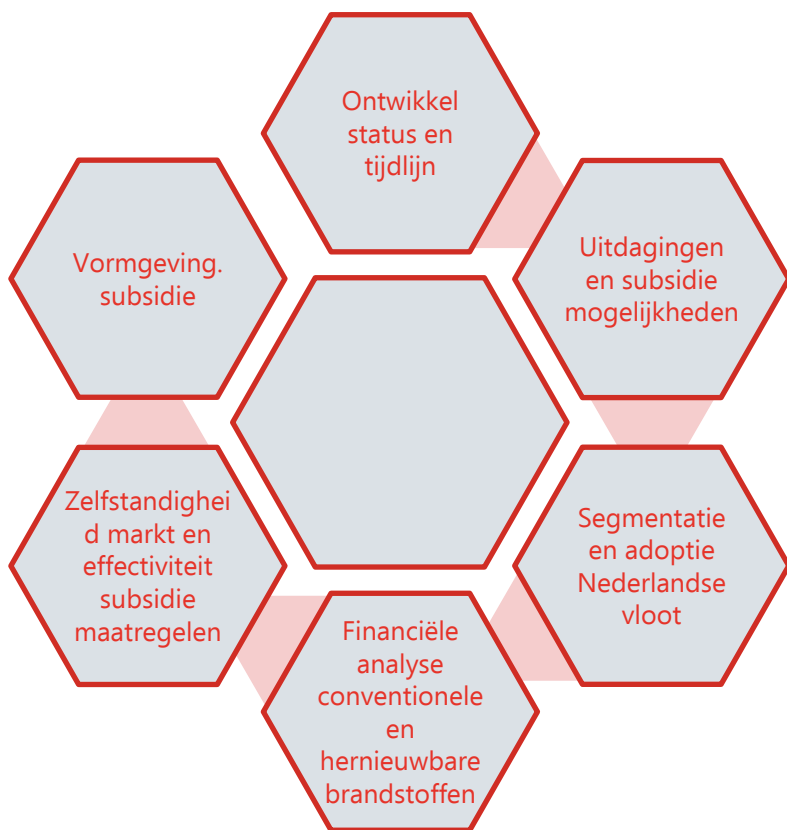 Ontwikkel
status en
tijdlijn
Uitdagingen
en subsidie
mogelijkheden
Segmentatie
en adoptie
Nederlandse
vloot
Financiële
analyse
conventionele
en
hernieuwbare
brandstoffen
Zelfstandighei
d markt en
effectiviteit
subsidie
maatregelen
Vormgeving.
subsidie